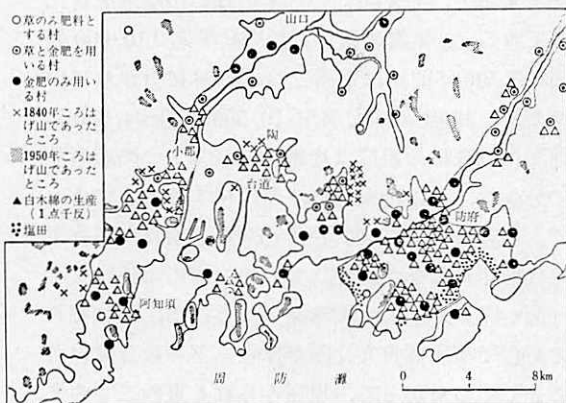 ○草のみ肥料と
する村
◎草と金肥を用
いる村
●金肥のみ用い
る村
×1840年ころは
げ山であった
ところ
1950年ころは
げ山であった
ところ
▲白木綿の生産
(1点千反)
塩田
山口
陶
小郡
台道
防府
阿知須
周防灘
0 4 8km